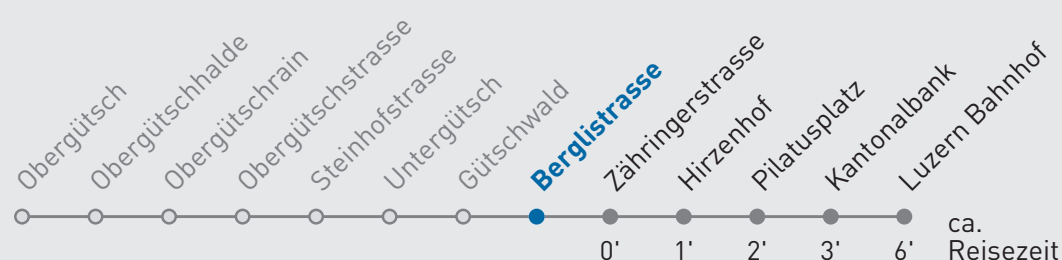 Obergütsch
Obergütschhalde
Obergütschrain
Obergütschstrasse
Steinhofstrasse
Untergütsch
Gütschwald
Berglistrasse
Zähringerstrasse
Hirzenhof
Pilatusplatz
Kantonalbank
Luzern Bahnhof
0' 1' 2' 3' 6'
ca.
Reisezeit